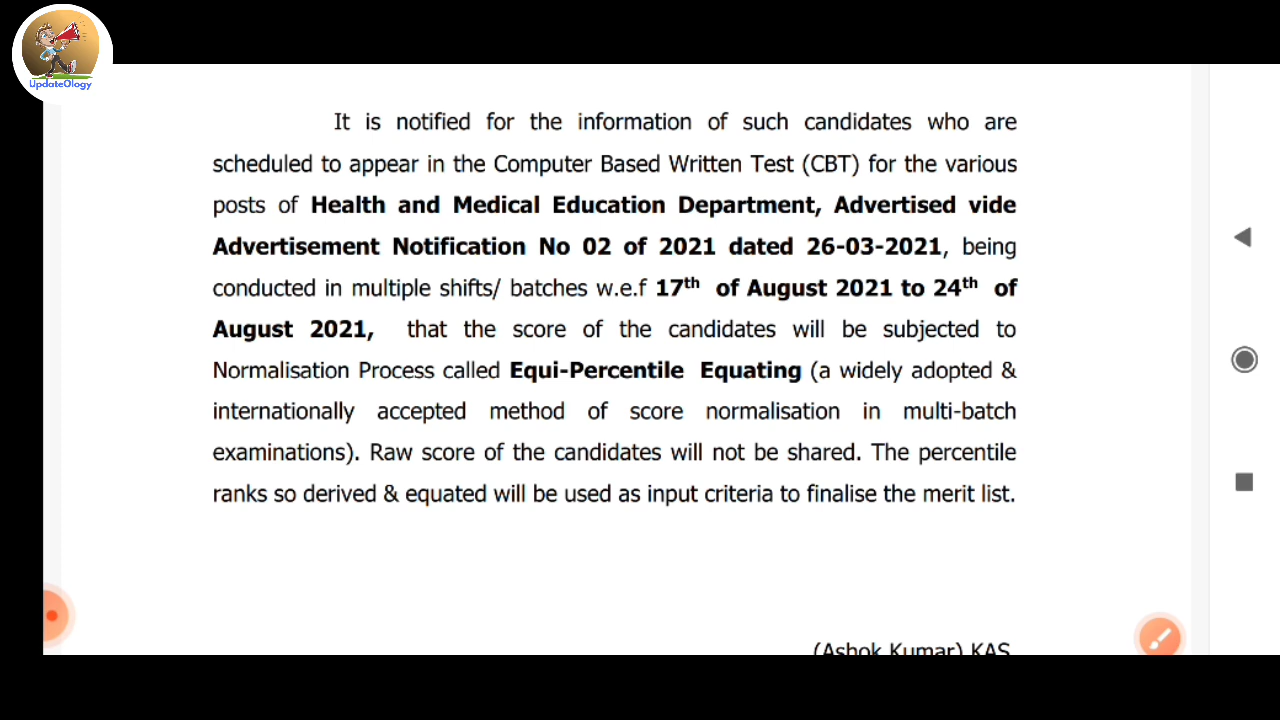 UpdateOlogy
It is notified for the information of such candidates who are
scheduled to appear in the Computer Based Written Test (CBT) for the various
posts of Health and Medical Education Department, Advertised vide
Advertisement Notification No 02 of 2021 dated 26-03-2021, being
conducted in multiple shifts/ batches w.e.f 17th of August 2021 to 24th of
August 2021, that the score of the candidates will be subjected to
Normalisation Process called Equi-Percentile Equating (a widely adopted &
internationally accepted method of score normalisation in multi-batch
examinations). Raw score of the candidates will not be shared. The percentile
ranks so derived & equated will be used as input criteria to finalise the merit list.
(Ashok Kumar) KAS